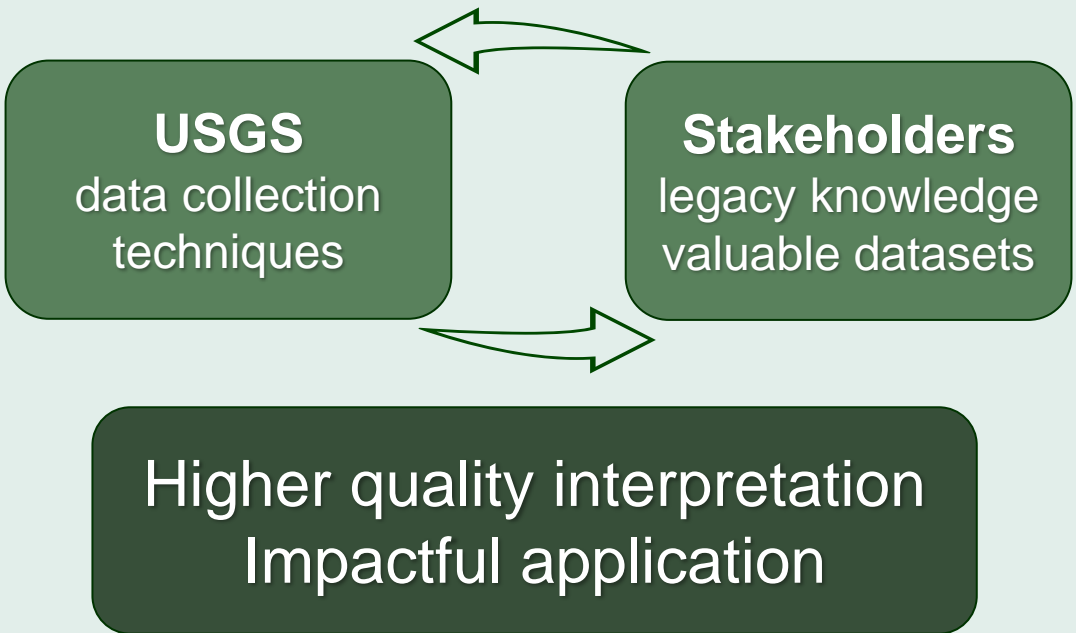 USGS
data collection
techniques
Stakeholders
legacy knowledge
valuable datasets
Higher quality interpretation
Impactful application